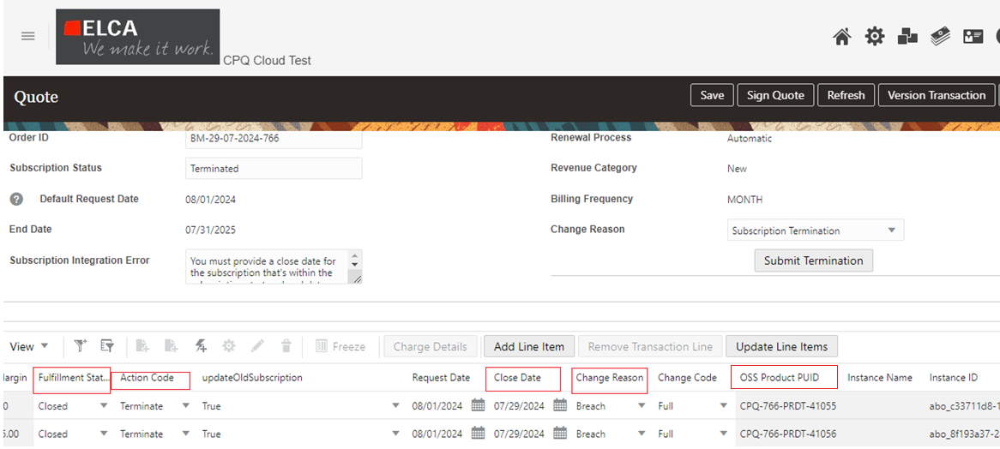 ELCA
We make it work.
CPQ Cloud Test
Quote
Save
Sign Quote
Refresh
Version Transaction
Order ID
BM-29-07-2024-766
Renewal Process
Automatic
Subscription Status
Terminated
Revenue Category
New
Default Request Date
08/01/2024
Billing Frequency
MONTH
End Date
07/31/2025
Change Reason
Subscription Termination
Subscription Integration Error
You must provide a close date for
the subscription that's within the
Submit Termination
View
Freeze
Charge Details
Add Line Item
Remove Transaction Line
Update Line Items
Margin Fulfillment Stat... Action Code updateOldSubscription Request Date Close Date Change Reason Change Code OSS Product PUID Instance Name Instance ID
0 Closed Terminate True 08/01/2024 07/29/2024 Breach Full CPQ-766-PRDT-41055 abo_c33711d8-1
5.00 Closed Terminate True 08/01/2024 07/29/2024 Breach Full CPQ-766-PRDT-41056 abo_8f193a37-2